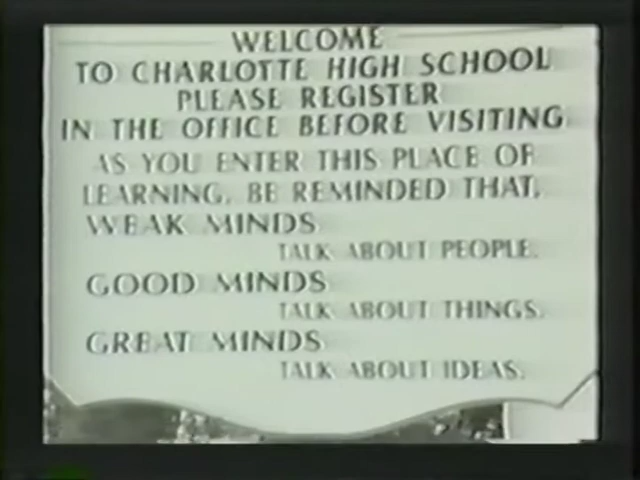 WELCOME
TO CHARLOTTE HIGH SCHOOL
PLEASE REGISTER
IN THE OFFICE BEFORE VISITING
AS YOU ENTER THIS PLACE OF
LEARNING, BE REMINDED THAT,
WEAK MINDS
TALK ABOUT PEOPLE.
GOOD MINDS
TALK ABOUT THINGS.
GREAT MINDS
TALK ABOUT IDEAS.